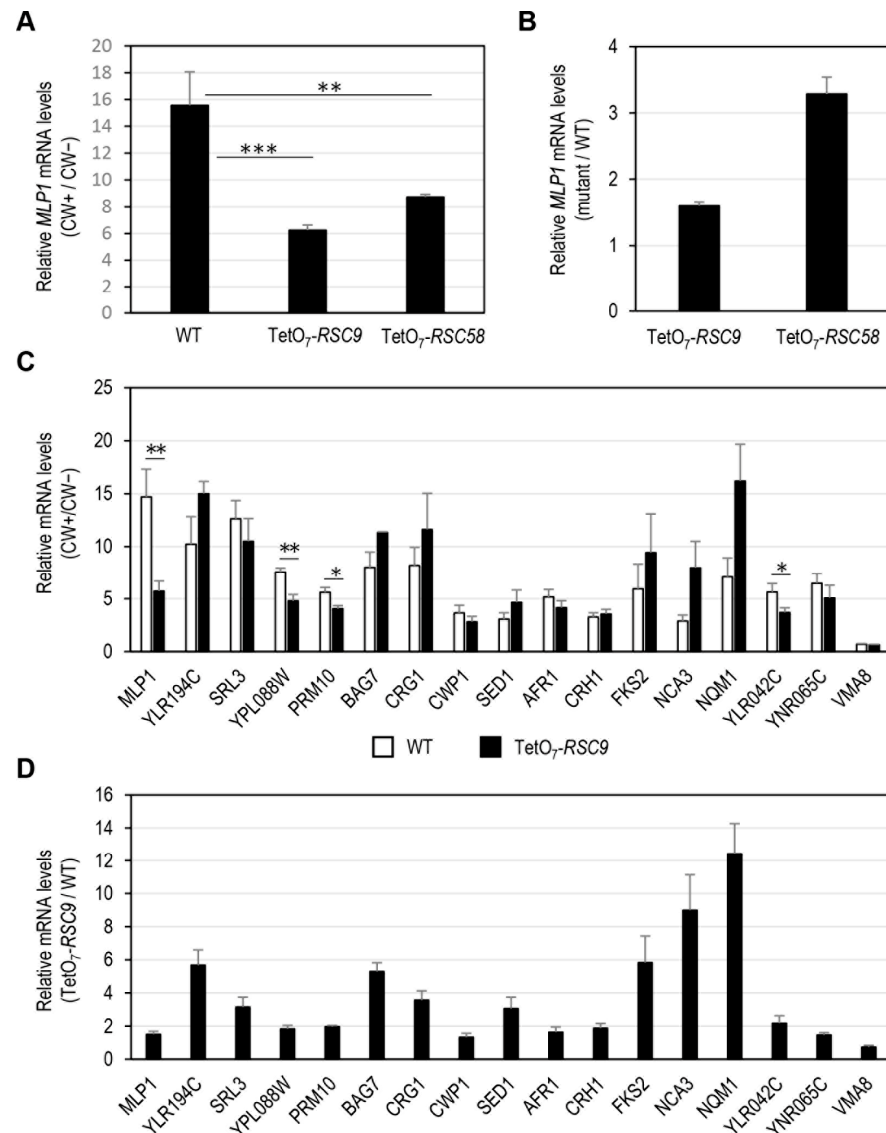 A
Relative MLP1 mRNA levels
(CW+ / CW−)
20
18
16
14
12
10
8
6
4
2
0
**
***
WT
TetO7-RSC9
TetO7-RSC58
B
Relative MLP1 mRNA levels
(mutant / WT)
4
3
2
1
0
TetO7-RSC9
TetO7-RSC58
C
Relative mRNA levels
(CW+/CW−)
25
20
15
10
5
0
**
**
*
*
MLP1
YLR194C
SRL3
YPL088W
PRM10
BAG7
CRG1
CWP1
SED1
AFR1
CRH1
FKS2
NCA3
NQM1
YLR042C
YNR065C
VMA8
WT
TetO7-RSC9
D
Relative mRNA levels
(TetO7-RSC9 / WT)
16
14
12
10
8
6
4
2
0
MLP1
YLR194C
SRL3
YPL088W
PRM10
BAG7
CRG1
CWP1
SED1
AFR1
CRH1
FKS2
NCA3
NQM1
YLR042C
YNR065C
VMA8